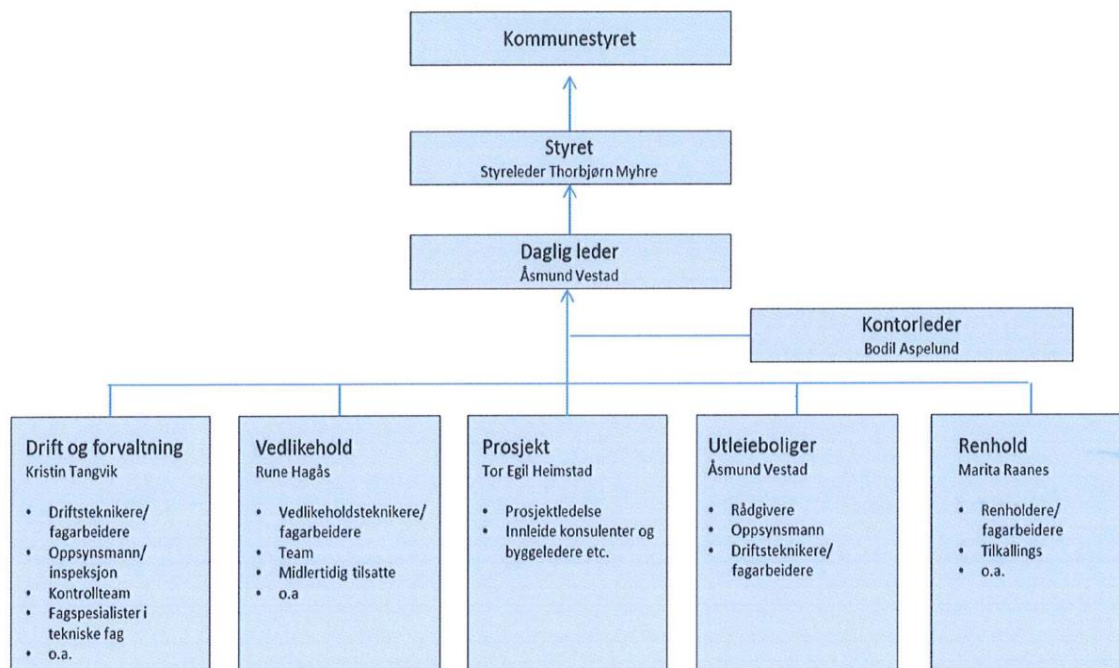 Kommunestyret
Styret
Styreleder Thorbjørn Myhre
Daglig leder
Åsmund Vestad
Kontorleder
Bodil Aspelund
Drift og forvaltning
Kristin Tangvik
• Driftsteknikere/
fagarbeidere
• Oppsynsmann/
inspeksjon
• Kontrollteam
• Fagspesialister i
tekniske fag
• o.a.
Vedlikehold
Rune Hagås
• Vedlikeholdsteknikere/
fagarbeidere
• Team
• Midlertidig tilsatte
• o.a
Prosjekt
Tor Egil Heimstad
• Prosjektledelse
• Innleide konsulenter og
byggeledere etc.
Utleieboliger
Åsmund Vestad
• Rådgivere
• Oppsynsmann
• Driftsteknikere/
fagarbeidere
Renhold
Marita Raanes
• Renholdere/
fagarbeidere
• Tilkallings
• o.a.